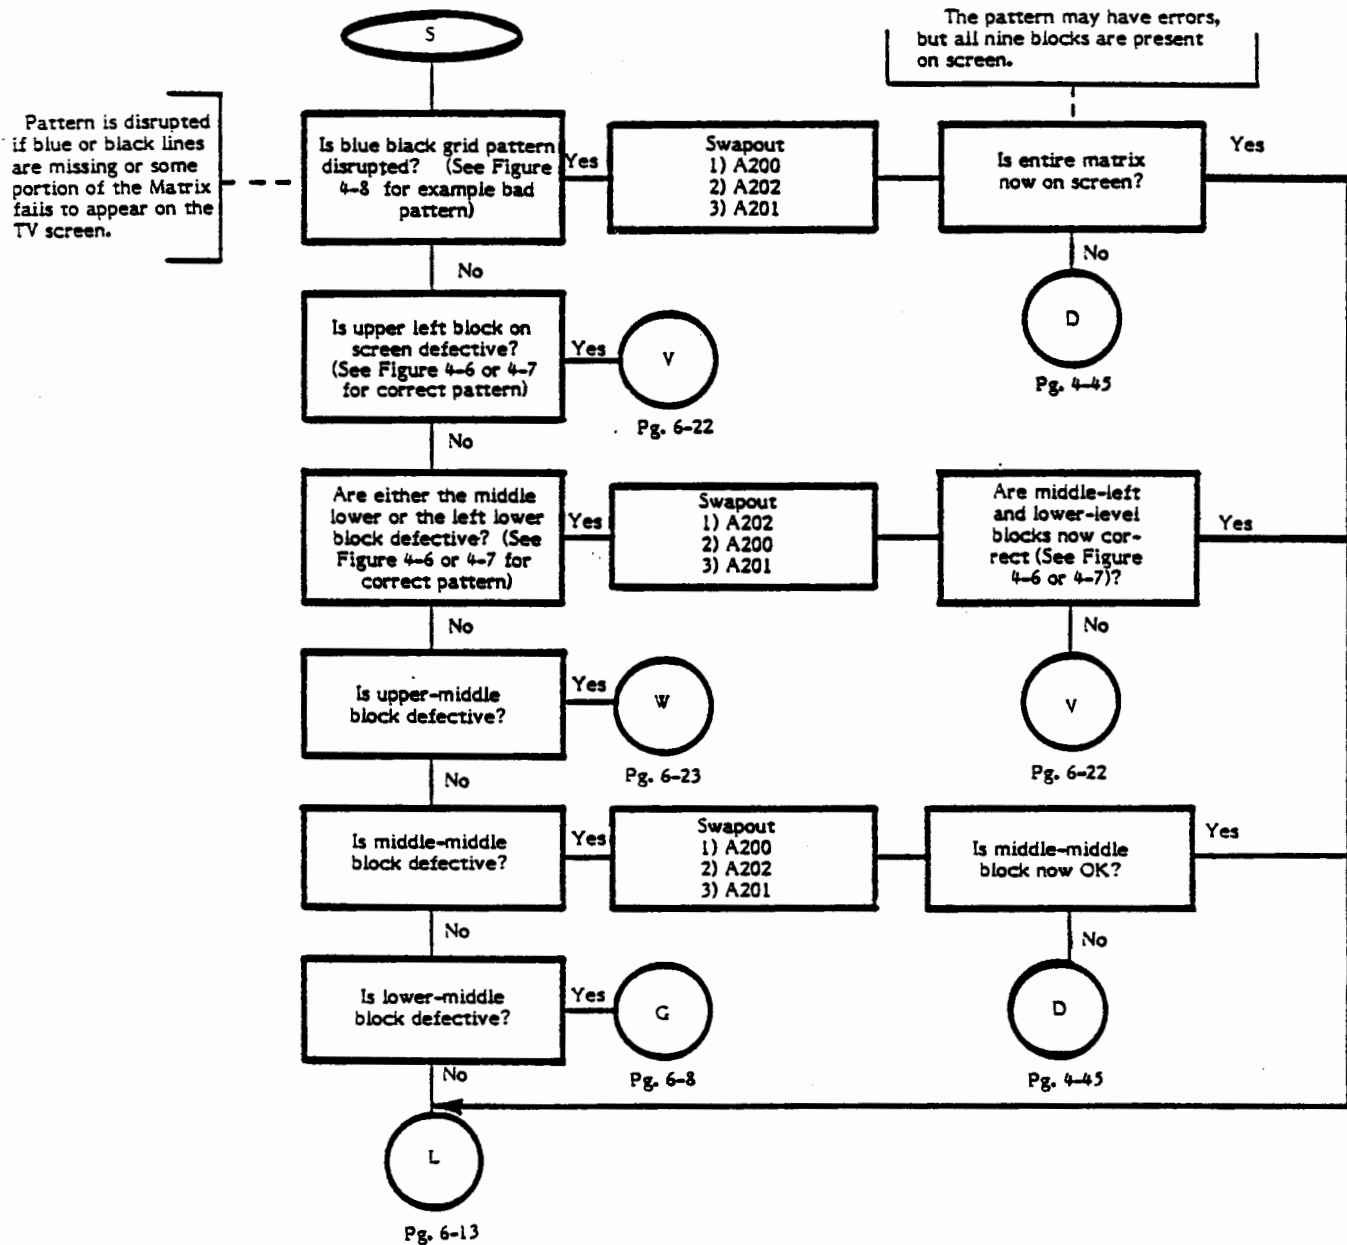 S
The pattern may have errors,
but all nine blocks are present
on screen.
Pattern is disrupted
if blue or black lines
are missing or some
portion of the Matrix
fails to appear on the
TV screen.
Is blue black grid pattern
disrupted? (See Figure
4-8 for example bad
pattern)
Yes
Swapout
1) A200
2) A202
3) A201
Is entire matrix
now on screen?
Yes
No
No
D
Pg. 4-45
Is upper left block on
screen defective?
(See Figure 4-6 or 4-7
for correct pattern)
Yes
V
Pg. 6-22
No
Are either the middle
lower or the left lower
block defective? (See
Figure 4-6 or 4-7 for
correct pattern)
Yes
Swapout
1) A202
2) A200
3) A201
Are middle-left
and lower-level
blocks now cor-
rect (See Figure
4-6 or 4-7)?
Yes
No
No
V
Pg. 6-22
Is upper-middle
block defective?
Yes
W
Pg. 6-23
No
Is middle-middle
block defective?
Yes
Swapout
1) A200
2) A202
3) A201
Is middle-middle
block now OK?
Yes
No
No
D
Pg. 4-45
Is lower-middle
block defective?
Yes
G
Pg. 6-8
No
L
Pg. 6-13